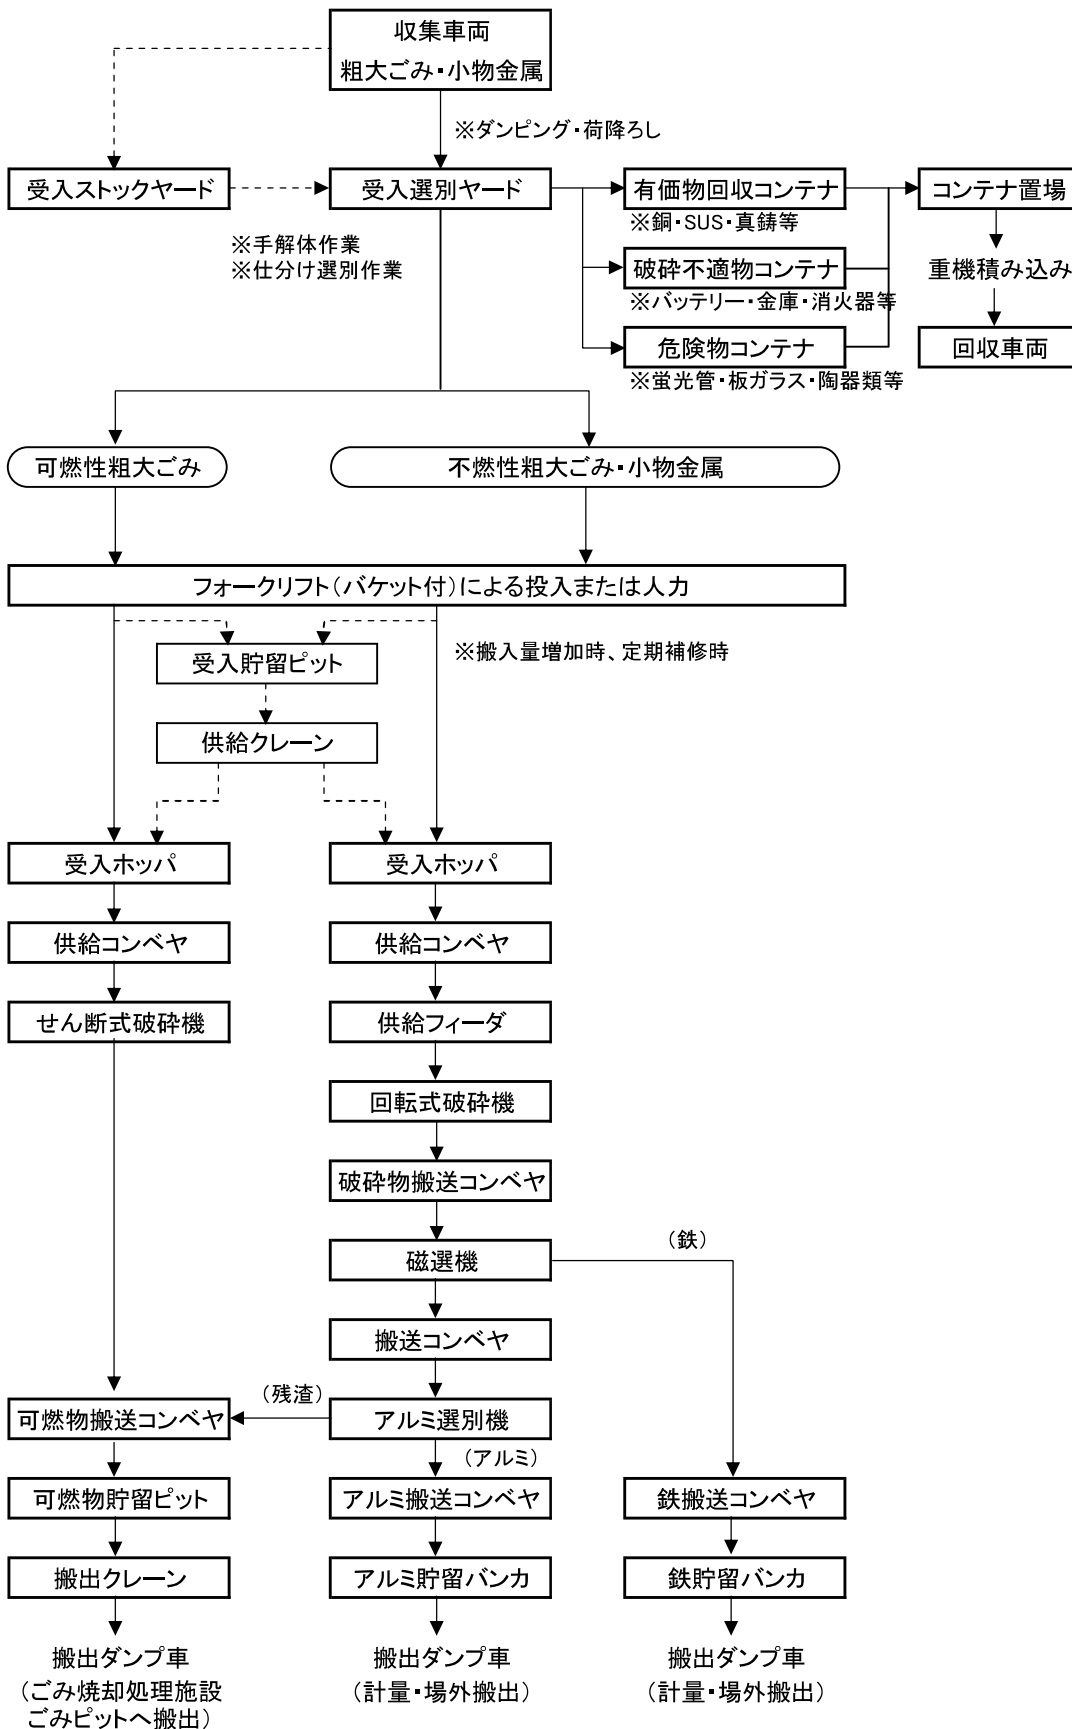 収集車両
粗大ごみ・小物金属
※ダンピング・荷降ろし
受入ストックヤード
受入選別ヤード
有価物回収コンテナ
コンテナ置場
※銅・SUS・真鍮等
※手解体作業
※仕分け選別作業
破砕不適物コンテナ
重機積み込み
※バッテリー・金庫・消火器等
危険物コンテナ
回収車両
※蛍光管・板ガラス・陶器類等
可燃性粗大ごみ
不燃性粗大ごみ・小物金属
フォークリフト（バケット付）による投入または人力
受入貯留ピット
※搬入量増加時、定期補修時
供給クレーン
受入ホッパ
受入ホッパ
供給コンベヤ
供給コンベヤ
せん断式破砕機
供給フィーダ
回転式破砕機
破砕物搬送コンベヤ
（鉄）
磁選機
搬送コンベヤ
（残渣）
可燃物搬送コンベヤ
アルミ選別機
（アルミ）
可燃物貯留ピット
アルミ搬送コンベヤ
鉄搬送コンベヤ
搬出クレーン
アルミ貯留バンカ
鉄貯留バンカ
搬出ダンプ車
（ごみ焼却処理施設
ごみピットへ搬出）
搬出ダンプ車
（計量・場外搬出）
搬出ダンプ車
（計量・場外搬出）